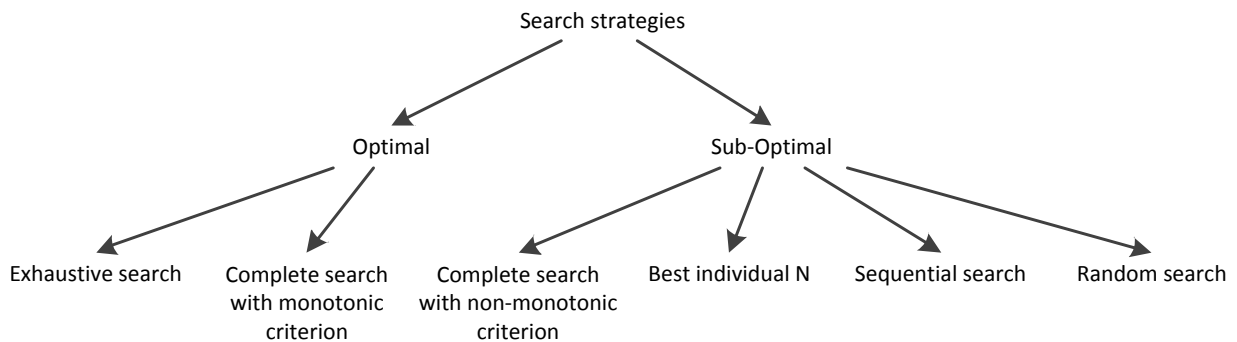 Search strategies
Optimal
Sub-Optimal
Exhaustive search
Complete search
with monotonic
criterion
Complete search
with non-monotonic
criterion
Best individual N
Sequential search
Random search